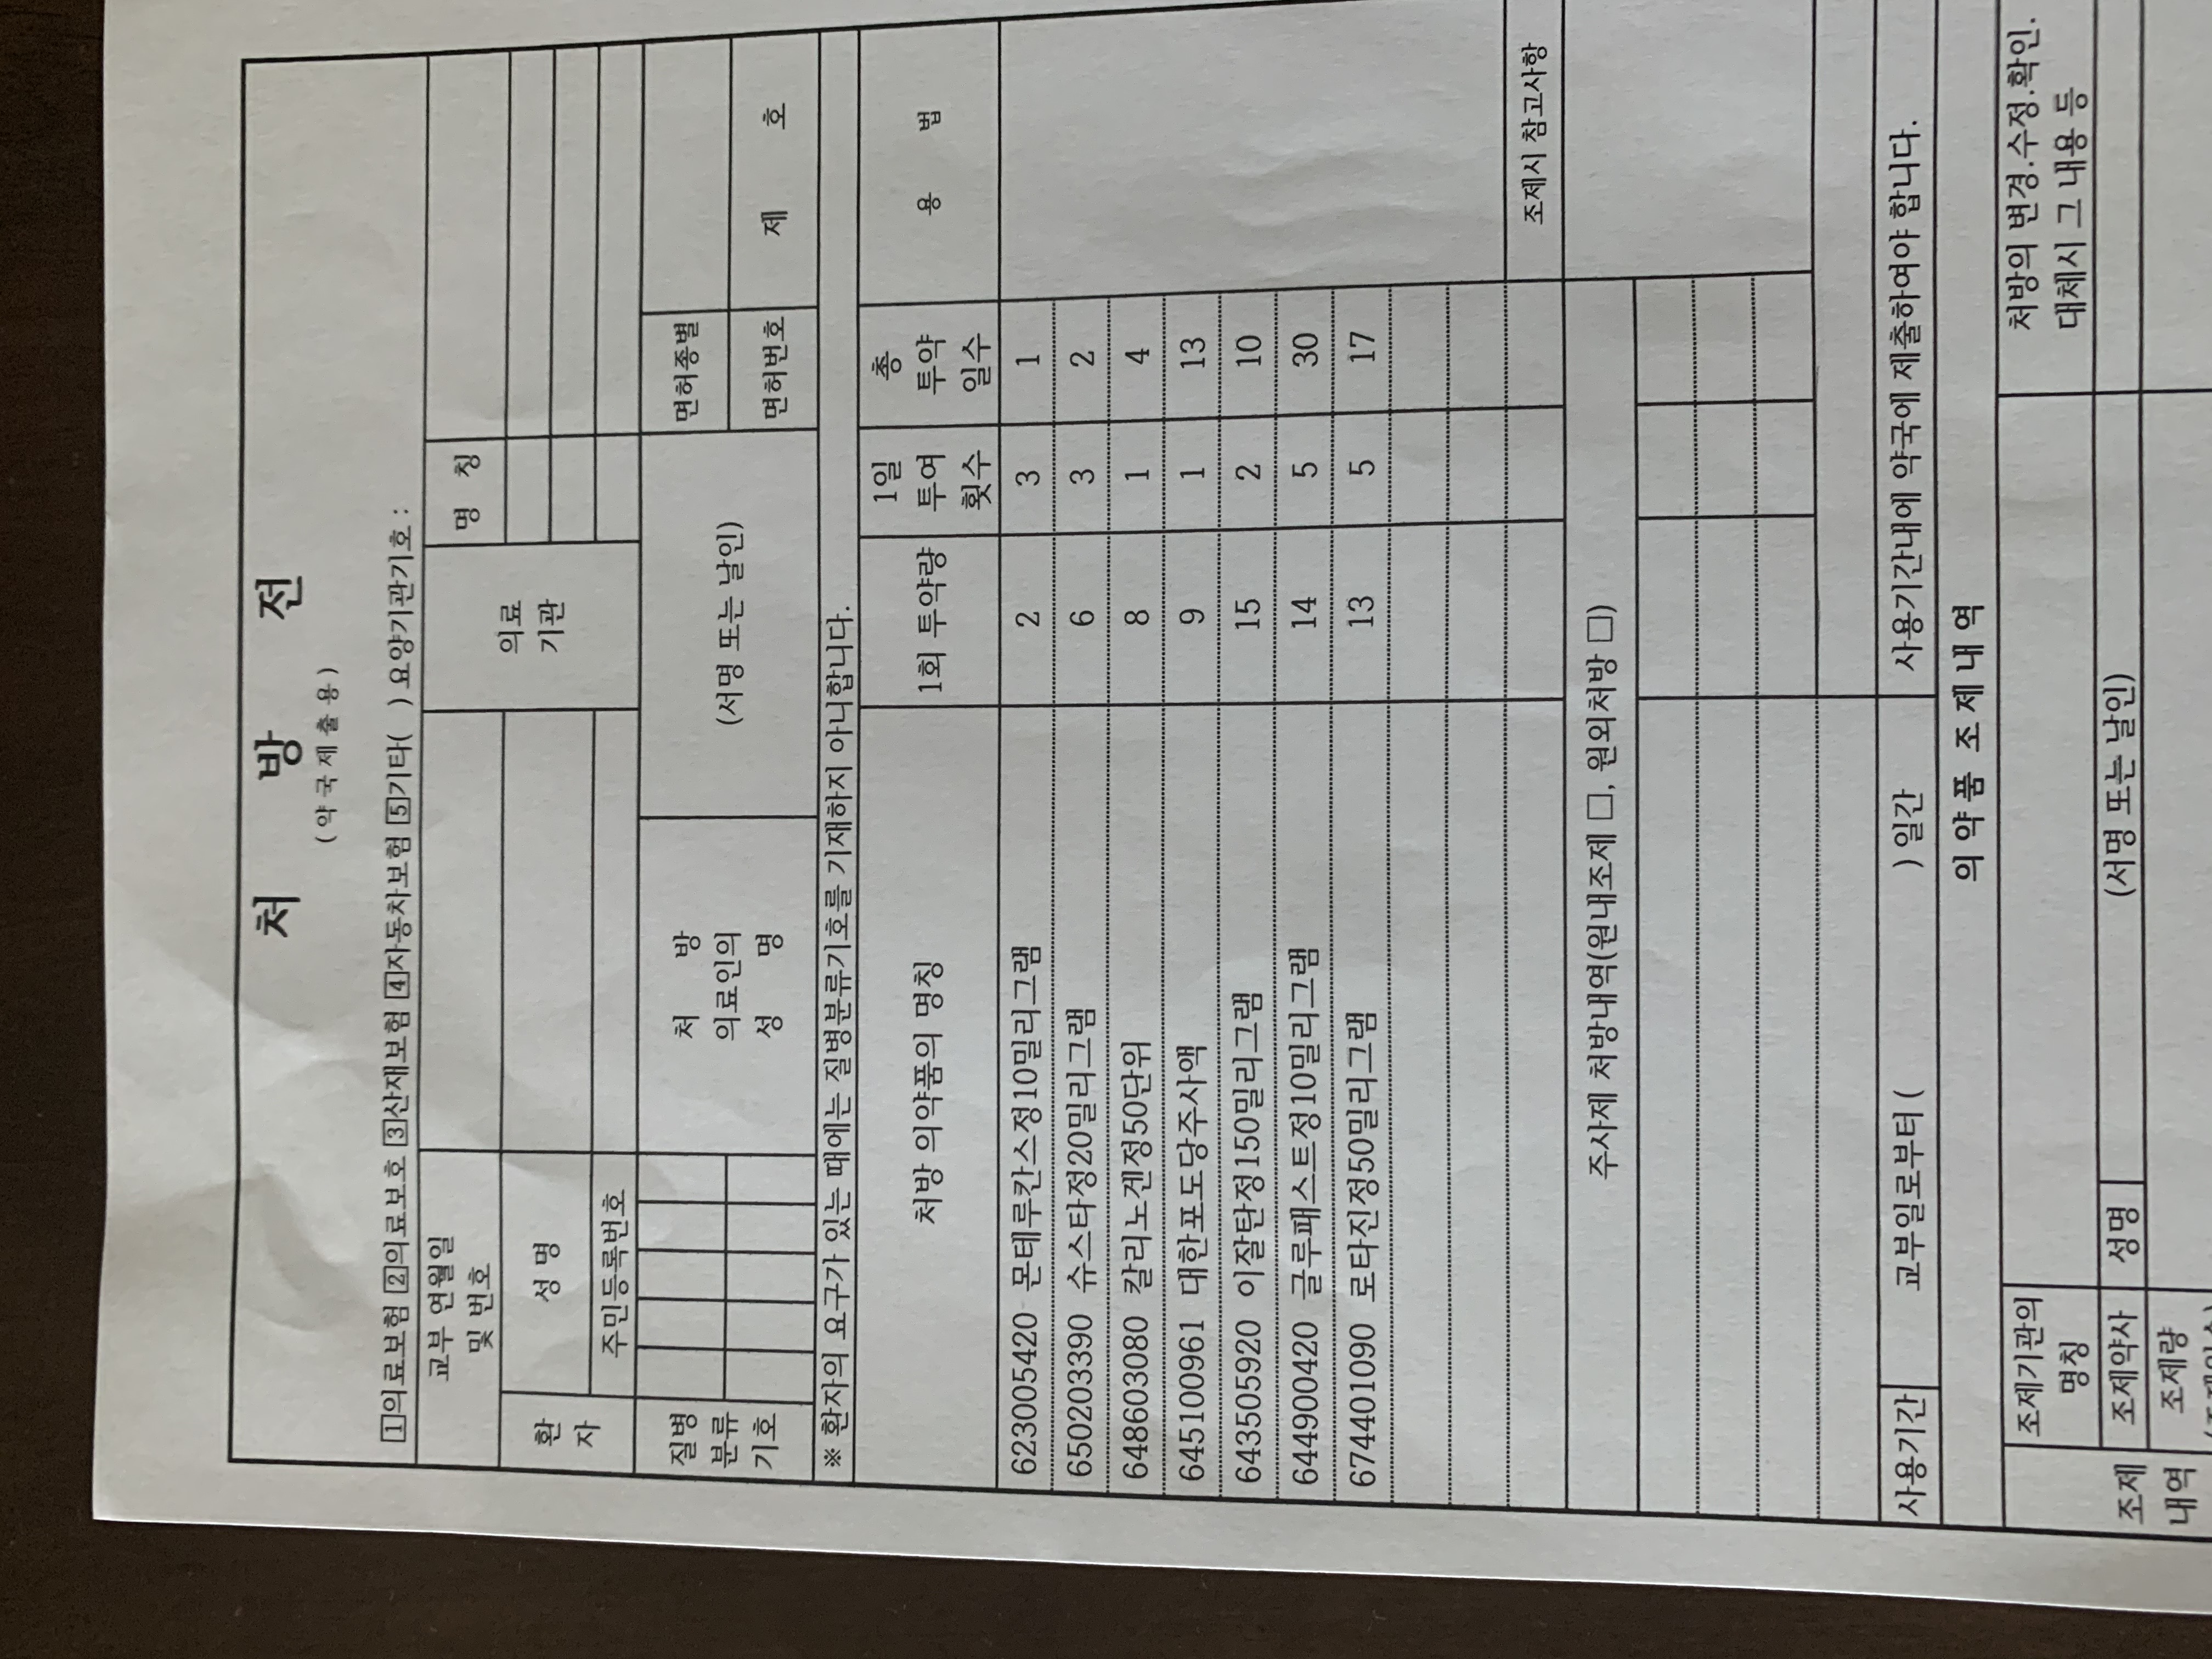 처 방 전
(약국제출용)
1의료보험 2의료보호 3산재보험 4자동차보험 5기타( ) 요양기관기호 :
교부 연월일
및 번호
의료
기관
명 칭
환
자
성 명
주민등록번호
질병
분류
기호
처 방
의료인의
성 명
(서명 또는 날인)
면허종별
면허번호
제 호
※ 환자의 요구가 있는 때에는 질병분류기호를 기재하지 아니합니다.
처방 의약품의 명칭
1회 투약량
1일
투여
횟수
총
투약
일수
용 법
623005420 몬테루칸스정10밀리그램 2 3 1
650203390 슈스타정20밀리그램 6 3 2
648603080 칼리노겐정50단위 8 1 4
645100961 대한포도당주사액 9 1 13
643505920 이잘탄정150밀리그램 15 2 10
644900420 글루패스트정10밀리그램 14 5 30
674401090 로타진정50밀리그램 13 5 17
조제시 참고사항
주사제 처방내역(원내조제 □, 원외처방 □)
사용기간 교부일로부터 ( ) 일간 사용기간내에 약국에 제출하여야 합니다.
의약품 조제내역
조제
내역
조제기관의
명칭
처방의 변경.수정.확인.
대체시 그 내용 등
조제약사 성명 (서명 또는 날인)
조제량